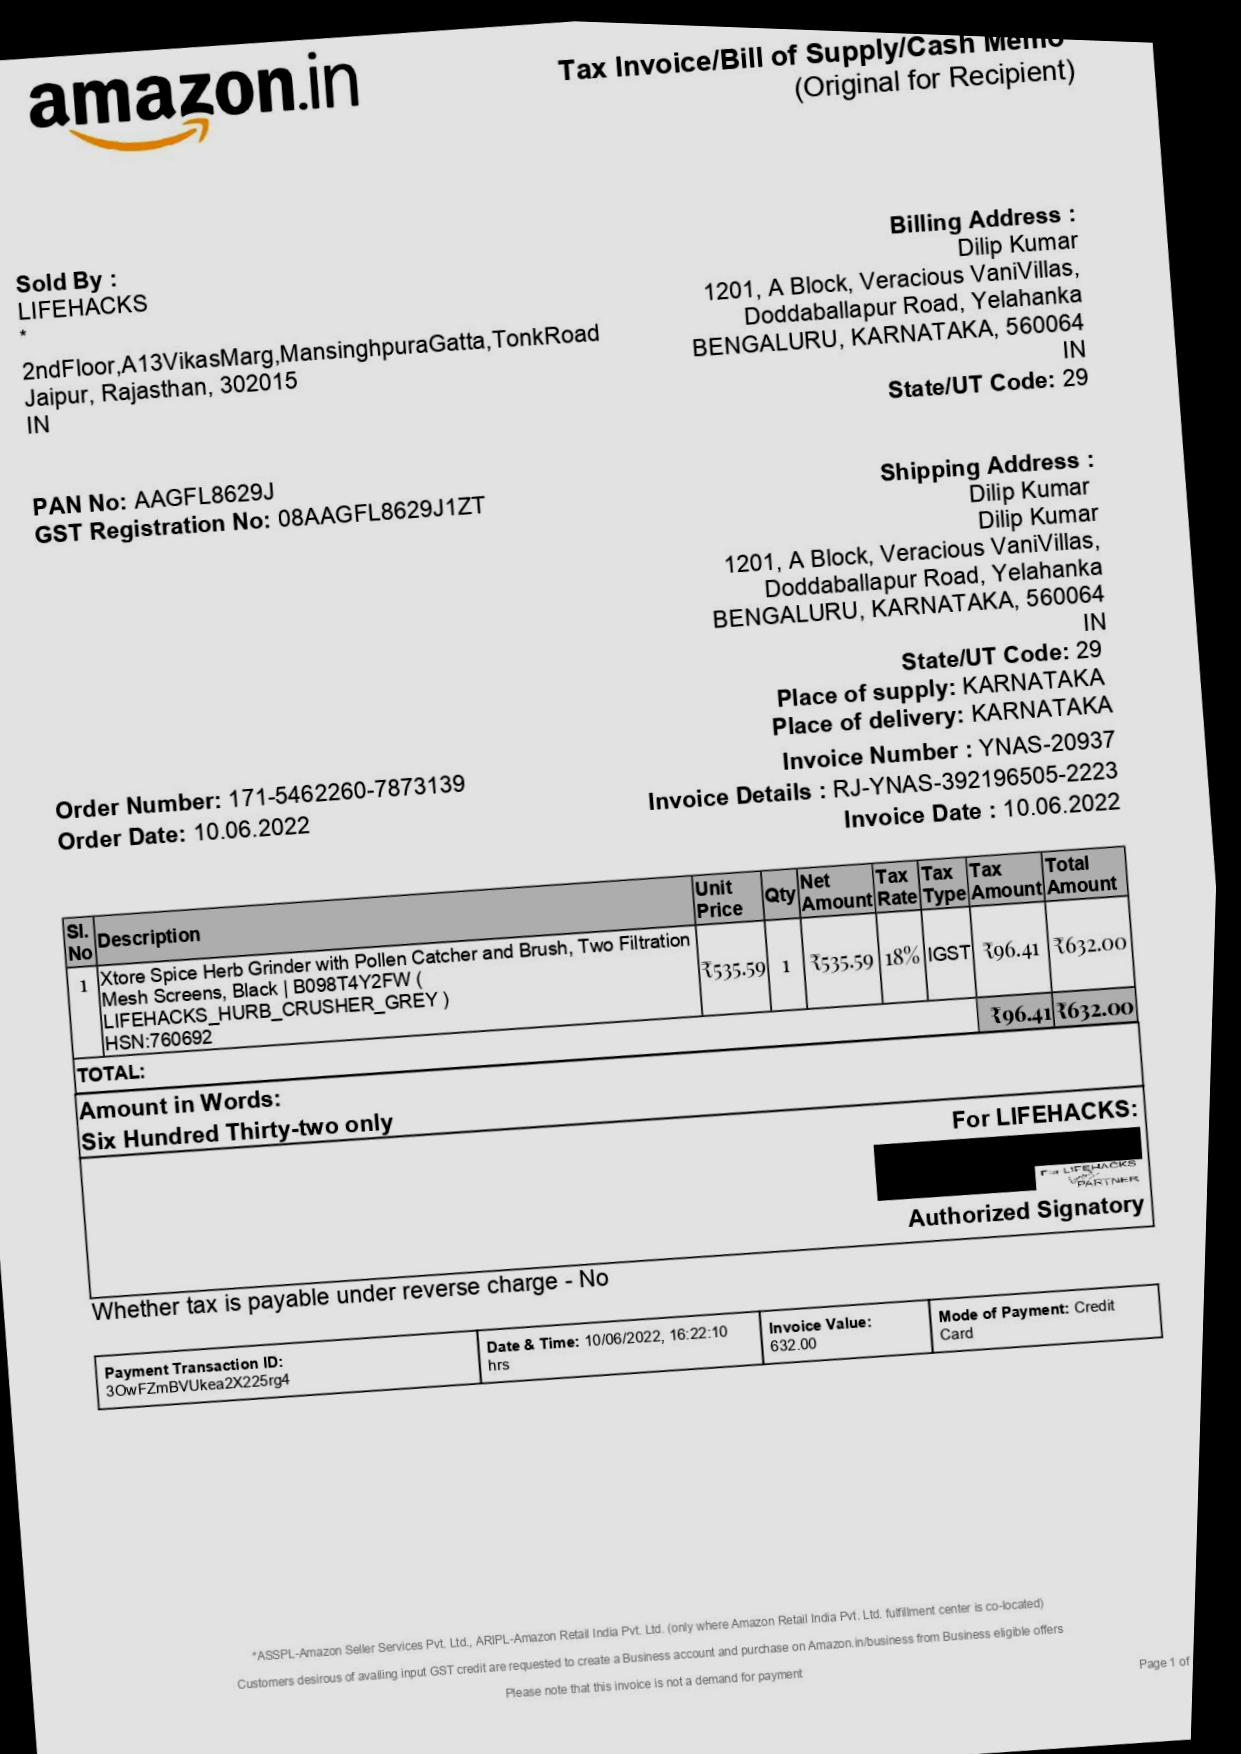 amazon.in
Tax Invoice/Bill of Supply/Cash Memo
(Original for Recipient)
Sold By :
LIFEHACKS
*
2ndFloor,A13VikasMarg,MansinghpuraGatta,TonkRoad
Jaipur, Rajasthan, 302015
IN
PAN No: AAGFL8629J
GST Registration No: 08AAGFL8629J1ZT
Billing Address :
Dilip Kumar
1201, A Block, Veracious VaniVillas,
Doddaballapur Road, Yelahanka
BENGALURU, KARNATAKA, 560064
IN
State/UT Code: 29
Shipping Address :
Dilip Kumar
Dilip Kumar
1201, A Block, Veracious VaniVillas,
Doddaballapur Road, Yelahanka
BENGALURU, KARNATAKA, 560064
IN
State/UT Code: 29
Place of supply: KARNATAKA
Place of delivery: KARNATAKA
Order Number: 171-5462260-7873139
Order Date: 10.06.2022
Invoice Number : YNAS-20937
Invoice Details : RJ-YNAS-392196505-2223
Invoice Date : 10.06.2022
Sl. No Description Unit Price Qty Net Amount Tax Rate Tax Type Tax Amount Total Amount
1 Xtore Spice Herb Grinder with Pollen Catcher and Brush, Two Filtration ₹535.59 1 ₹535.59 18% IGST ₹96.41 ₹632.00
Mesh Screens, Black | B098T4Y2FW (
LIFEHACKS_HURB_CRUSHER_GREY )
HSN:760692
TOTAL: ₹96.41 ₹632.00
Amount in Words:
Six Hundred Thirty-two only
For LIFEHACKS:
For LIFEHACKS
PARTNER
Authorized Signatory
Whether tax is payable under reverse charge - No
Payment Transaction ID:
3OwFZmBVUkea2X225rg4
Date & Time: 10/06/2022, 16:22:10
hrs
Invoice Value:
632.00
Mode of Payment: Credit
Card
*ASSPL-Amazon Seller Services Pvt. Ltd., ARIPL-Amazon Retail India Pvt. Ltd. (only where Amazon Retail India Pvt. Ltd. fulfillment center is co-located)
Customers desirous of availing input GST credit are requested to create a Business account and purchase on Amazon.in/business from Business eligible offers
Please note that this invoice is not a demand for payment
Page 1 of